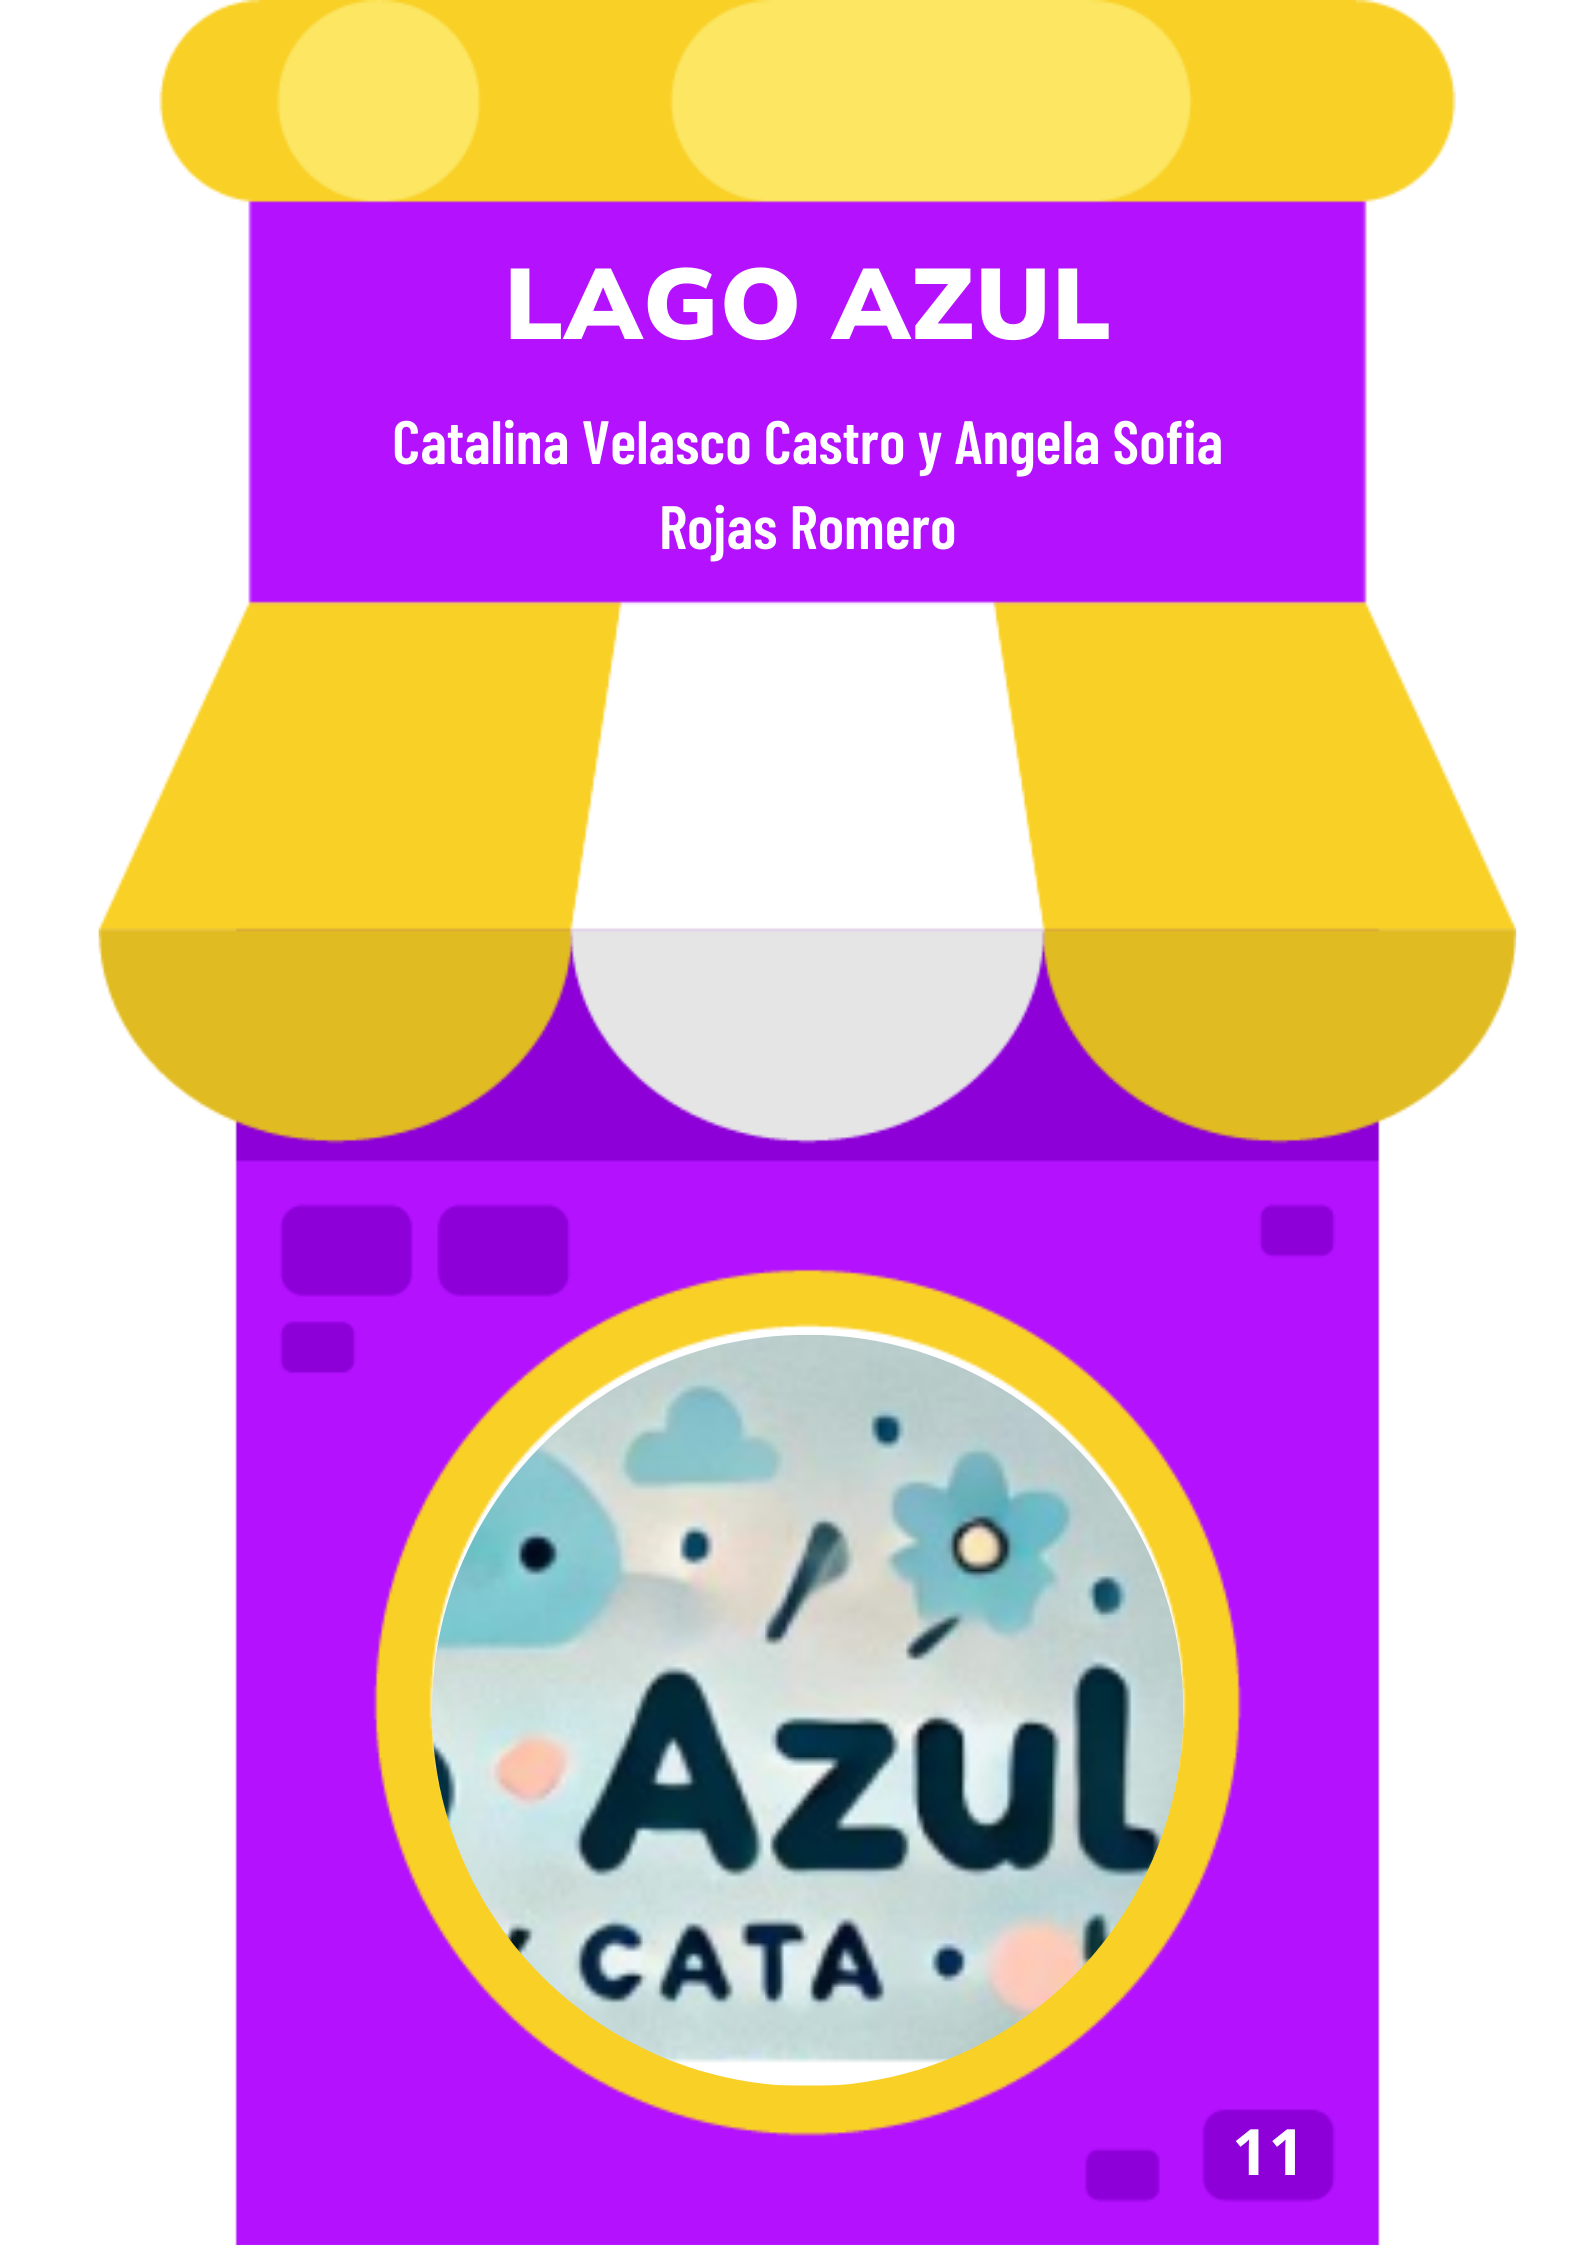 LAGO AZUL
Catalina Velasco Castro y Angela Sofia
Rojas Romero
Azul
CATA
11